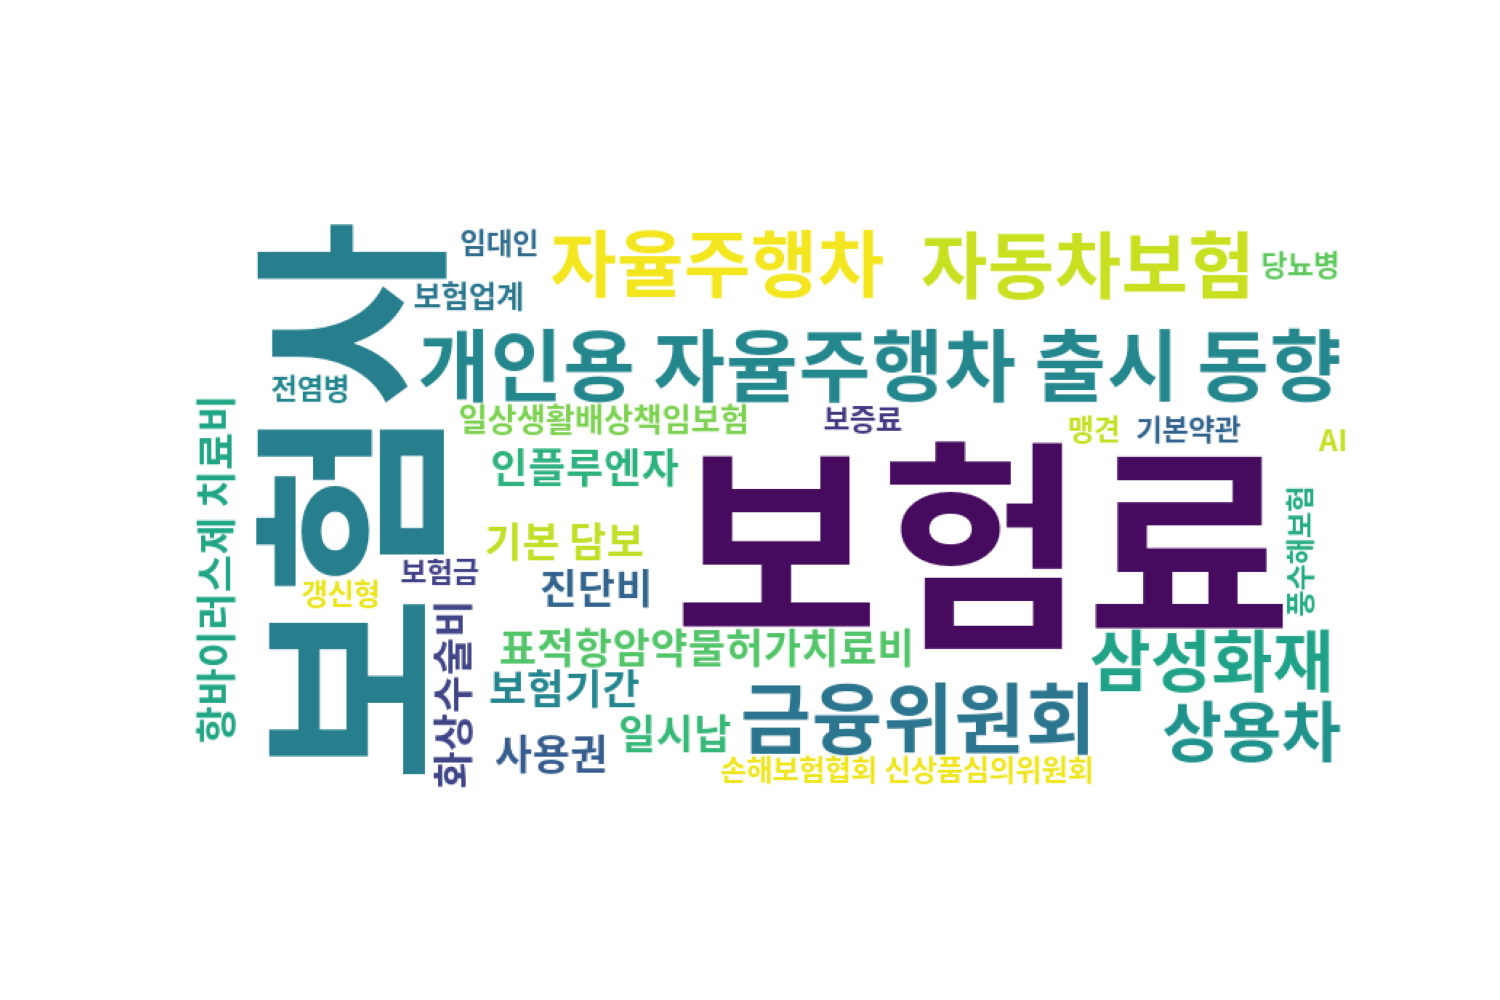 보험사
임대인
자율주행차
자동차보험
당뇨병
보험업계
개인용 자율주행차 출시 동향
전염병
일상생활배상책임보험
보증료
맹견
기본약관
AI
항바이러스제 치료비
인플루엔자
보험료
풍수해보험
기본 담보
보험금
진단비
갱신형
화상수술비
표적항암약물허가치료비
삼성화재
보험기간
금융위원회
상용차
일시납
사용권
손해보험협회 신상품심의위원회